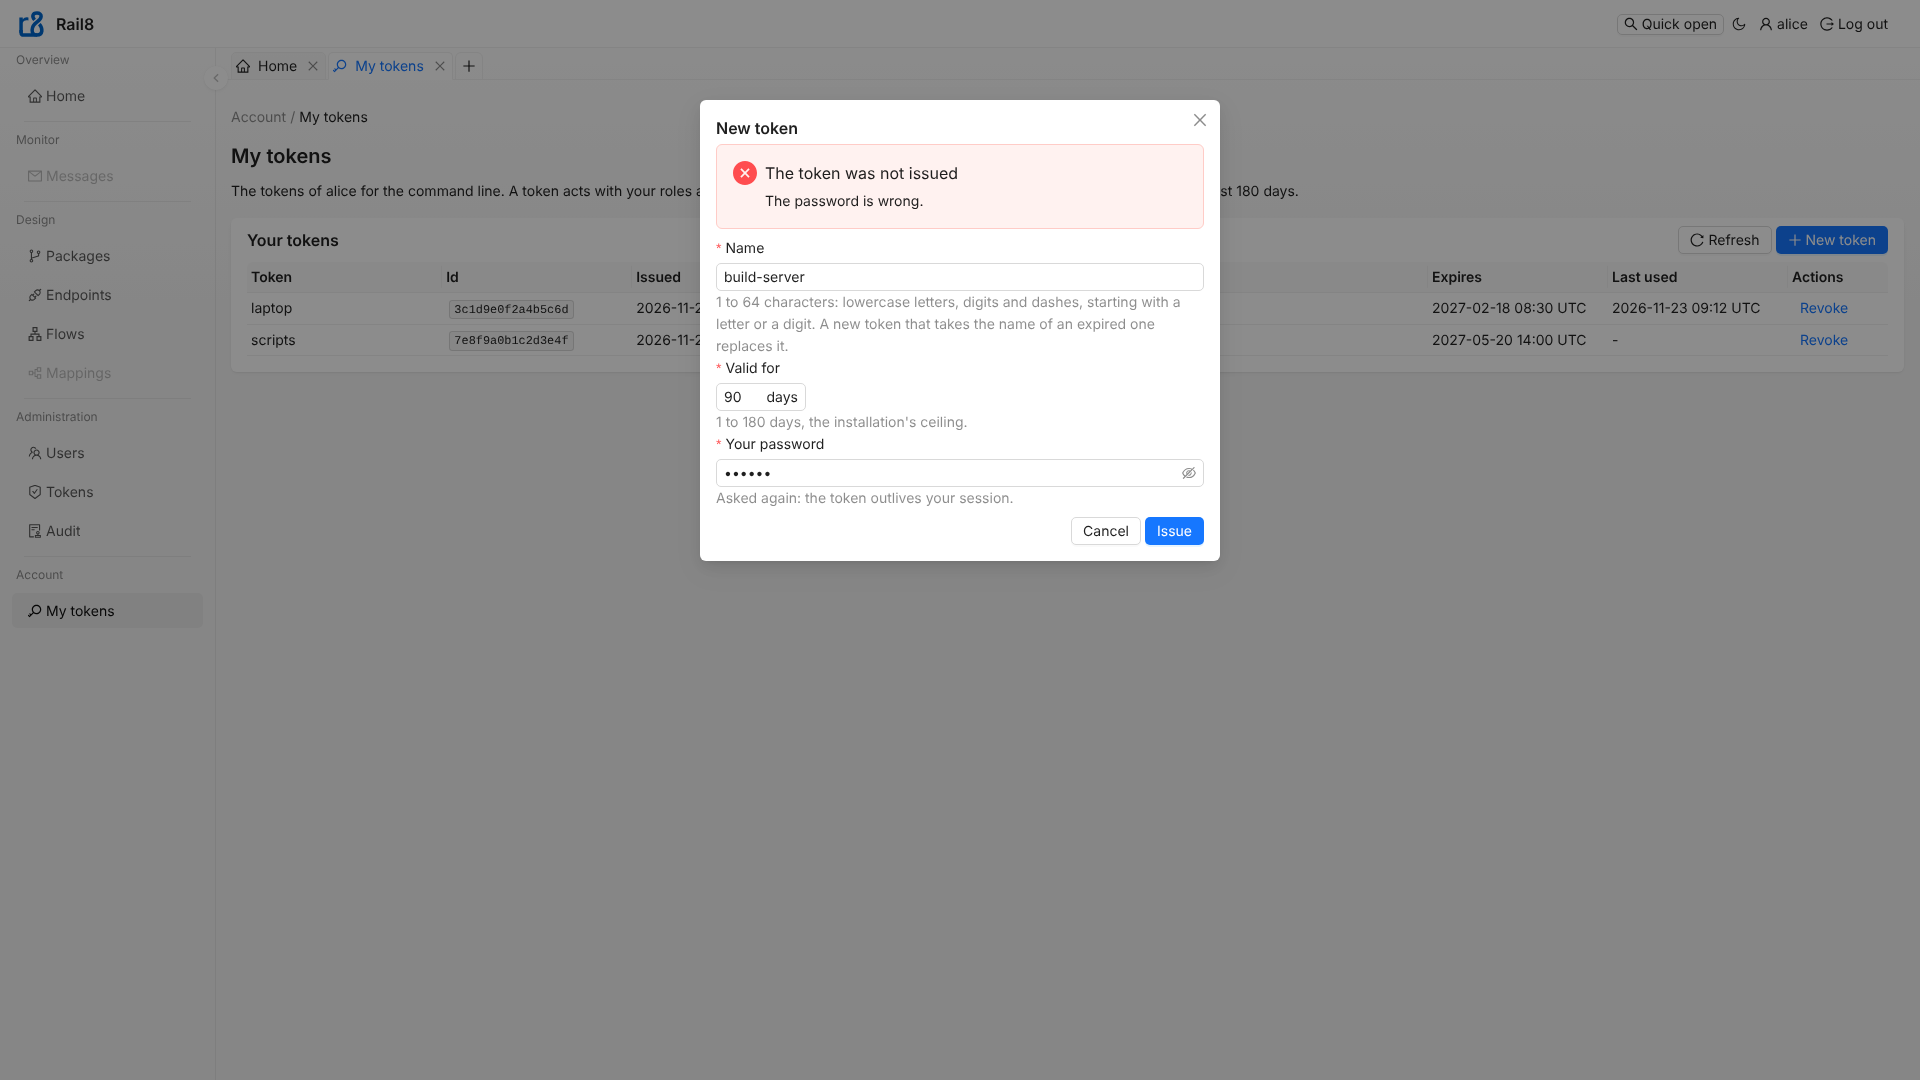 Rail8
Quick open
alice
Log out
Overview
Home
Monitor
Messages
Design
Packages
Endpoints
Flows
Mappings
Administration
Users
Tokens
Audit
Account
My tokens
Home
My tokens
Account / My tokens
My tokens
The tokens of alice for the command line. A token acts with your roles
st 180 days.
Your tokens
Refresh
New token
Token Id Issued Expires Last used Actions
laptop 3c1d9e0f2a4b5c6d 2026-11-2 2027-02-18 08:30 UTC 2026-11-23 09:12 UTC Revoke
scripts 7e8f9a0b1c2d3e4f 2026-11-2 2027-05-20 14:00 UTC - Revoke
New token
The token was not issued
The password is wrong.
* Name
build-server
1 to 64 characters: lowercase letters, digits and dashes, starting with a
letter or a digit. A new token that takes the name of an expired one
replaces it.
* Valid for
90 days
1 to 180 days, the installation's ceiling.
* Your password
••••••
Asked again: the token outlives your session.
Cancel
Issue